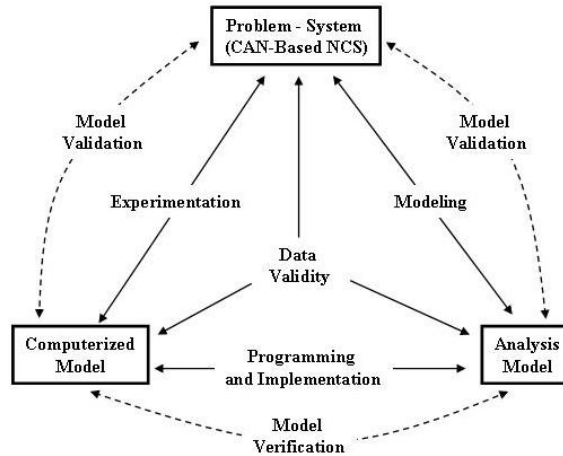 Problem - System
(CAN-Based NCS)
Model
Validation
Model
Validation
Experimentation
Modeling
Data
Validity
Computerized
Model
Programming
and Implementation
Analysis
Model
Model
Verification